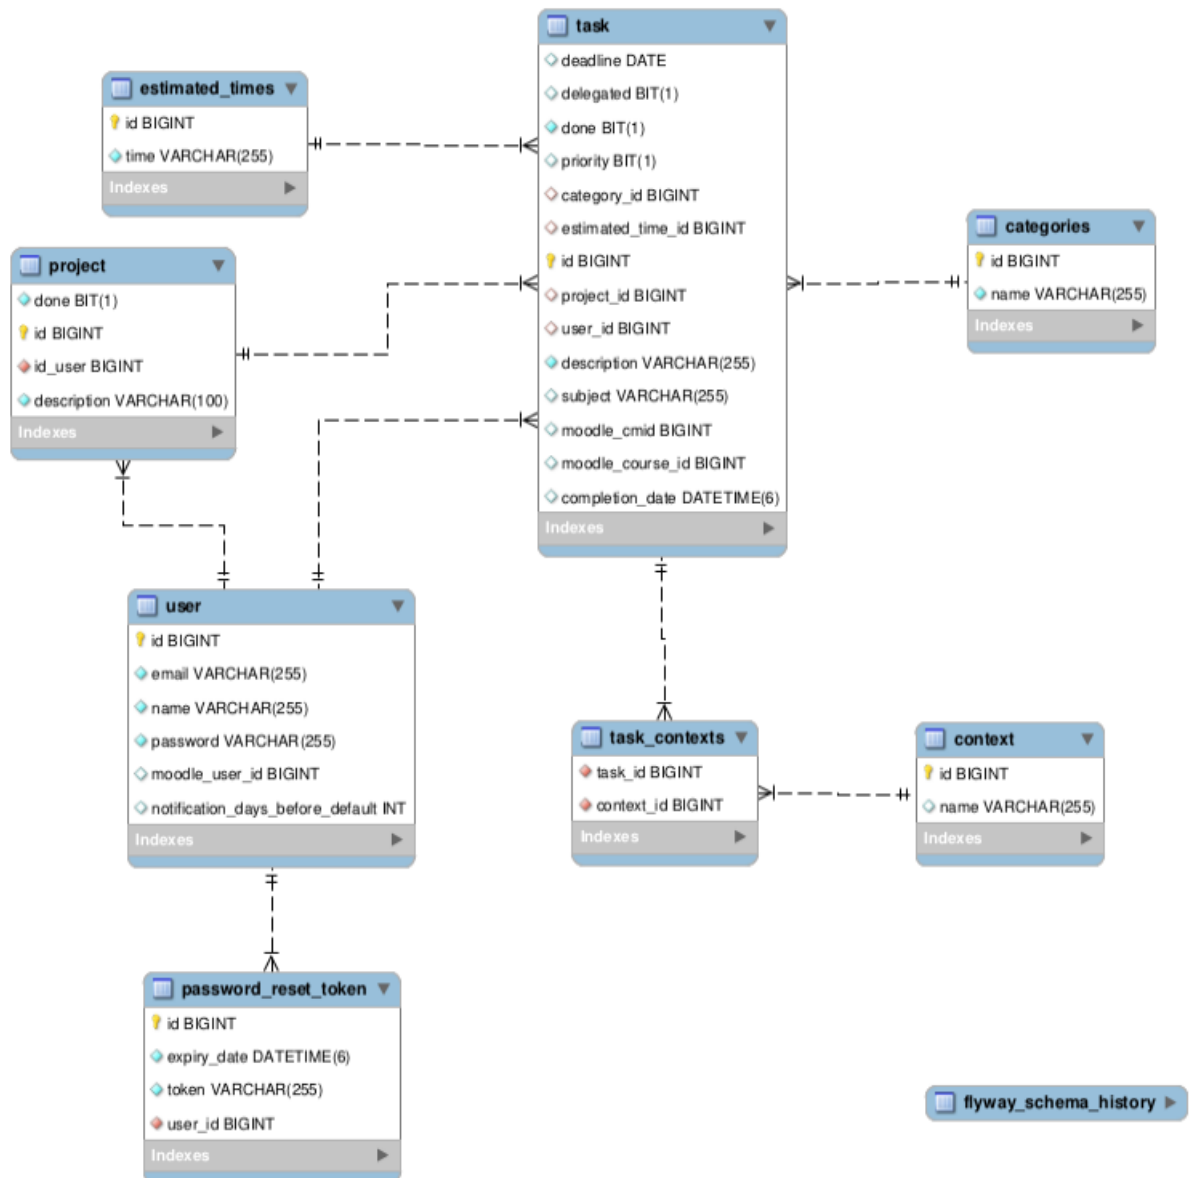 task
deadline DATE
delegated BIT(1)
done BIT(1)
priority BIT(1)
category_id BIGINT
estimated_time_id BIGINT
id BIGINT
project_id BIGINT
user_id BIGINT
description VARCHAR(255)
subject VARCHAR(255)
moodle_cmid BIGINT
moodle_course_id BIGINT
completion_date DATETIME(6)
Indexes
estimated_times
id BIGINT
time VARCHAR(255)
Indexes
categories
id BIGINT
name VARCHAR(255)
Indexes
project
done BIT(1)
id BIGINT
id_user BIGINT
description VARCHAR(100)
Indexes
user
id BIGINT
email VARCHAR(255)
name VARCHAR(255)
password VARCHAR(255)
moodle_user_id BIGINT
notification_days_before_default INT
Indexes
task_contexts
task_id BIGINT
context_id BIGINT
Indexes
context
id BIGINT
name VARCHAR(255)
Indexes
password_reset_token
id BIGINT
expiry_date DATETIME(6)
token VARCHAR(255)
user_id BIGINT
Indexes
flyway_schema_history